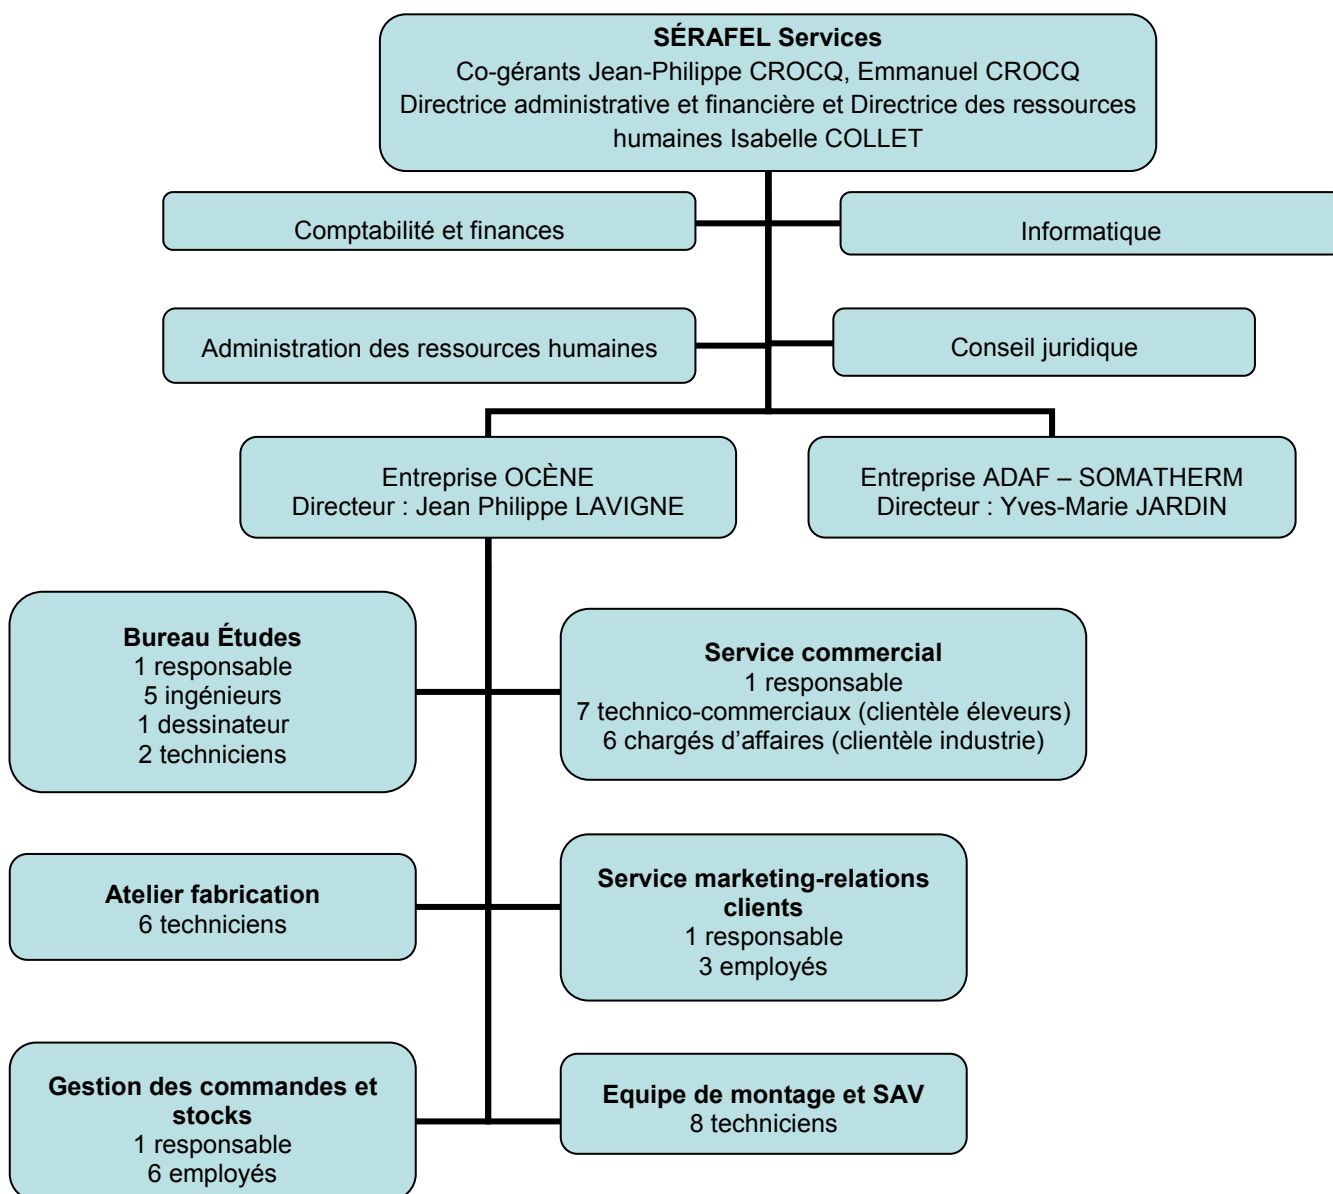 SÉRAFEL Services
Co-gérants Jean-Philippe CROCQ, Emmanuel CROCQ
Directrice administrative et financière et Directrice des ressources
humaines Isabelle COLLET
Comptabilité et finances
Informatique
Administration des ressources humaines
Conseil juridique
Entreprise OCÈNE
Directeur : Jean Philippe LAVIGNE
Entreprise ADAF – SOMATHERM
Directeur : Yves-Marie JARDIN
Bureau Études
1 responsable
5 ingénieurs
1 dessinateur
2 techniciens
Service commercial
1 responsable
7 technico-commerciaux (clientèle éleveurs)
6 chargés d’affaires (clientèle industrie)
Atelier fabrication
6 techniciens
Service marketing-relations
clients
1 responsable
3 employés
Gestion des commandes et
stocks
1 responsable
6 employés
Equipe de montage et SAV
8 techniciens